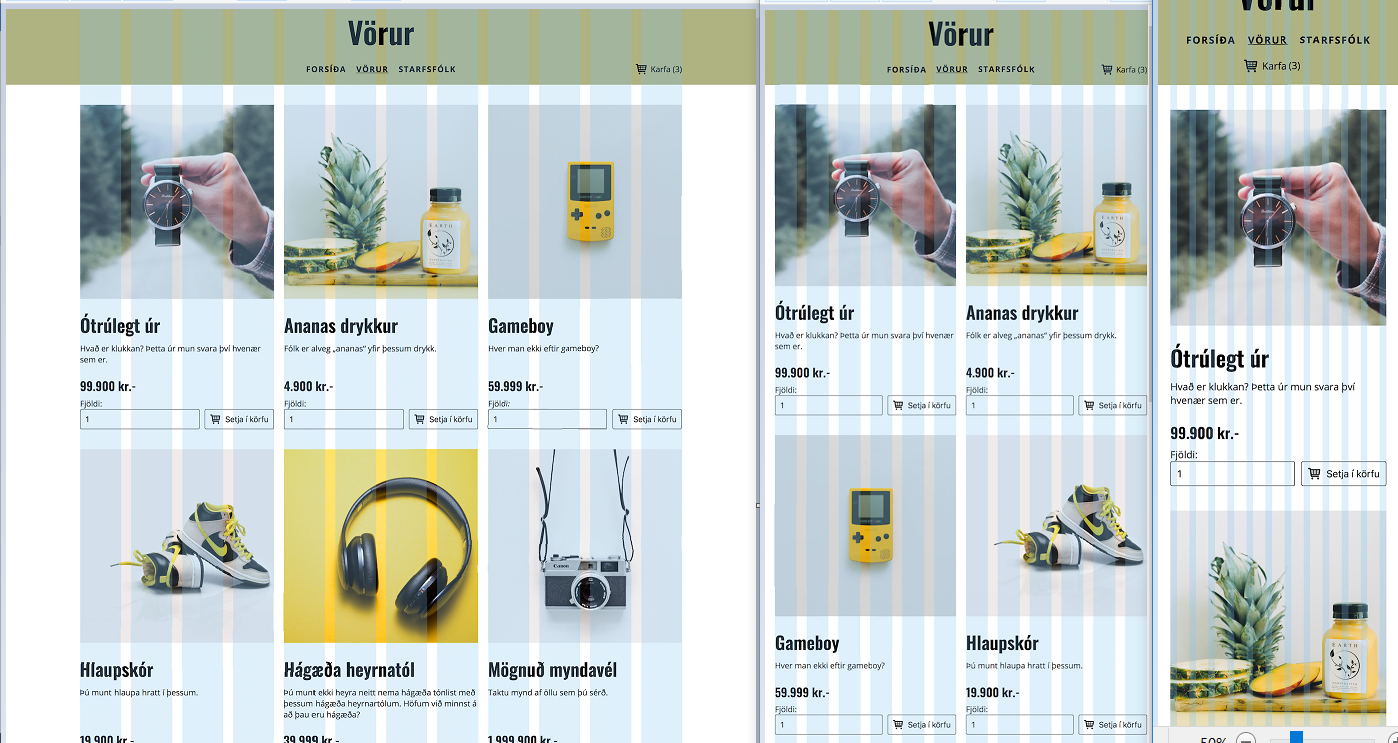 Vörur
FORSÍÐA VÖRUR STARFSFÓLK
Karfa (3)
Ótrúlegt úr
Hvað er klukkan? Þetta úr mun svara því hvenær
sem er.
99.900 kr.-
Fjöldi:
1
Setja í körfu
EARTH
Ananas drykkur
Fólk er alveg „ananas“ yfir þessum drykk.
4.900 kr.-
Fjöldi:
1
Setja í körfu
Gameboy
Hver man ekki eftir gameboy?
59.999 kr.-
Fjöldi:
1
Setja í körfu
Hlaupskór
Þú munt hlaupa hratt í þessum.
19.900 kr.-
Hágæða heyrnatól
Þú munt ekki heyra neitt nema hágæða tónlist með
þessum hágæða heyrnartólum. Höfum við minnst á
að þau eru hágæða?
39.999 kr.-
Canon
Mögnuð myndavél
Taktu mynd af öllu sem þú sérð.
1.999.900 kr.-
Vörur
FORSÍÐA VÖRUR STARFSFÓLK
Karfa (3)
Ótrúlegt úr
Hvað er klukkan? Þetta úr mun svara því hvenær
sem er.
99.900 kr.-
Fjöldi:
1
Setja í körfu
EARTH
Ananas drykkur
Fólk er alveg „ananas“ yfir þessum drykk.
4.900 kr.-
Fjöldi:
1
Setja í körfu
Gameboy
Hver man ekki eftir gameboy?
59.999 kr.-
Fjöldi:
1
Setja í körfu
Hlaupskór
Þú munt hlaupa hratt í þessum.
19.900 kr.-
Fjöldi:
1
Setja í körfu
Vörur
FORSÍÐA VÖRUR STARFSFÓLK
Karfa (3)
Ótrúlegt úr
Hvað er klukkan? Þetta úr mun svara því
hvenær sem er.
99.900 kr.-
Fjöldi:
1
Setja í körfu
EARTH
50%